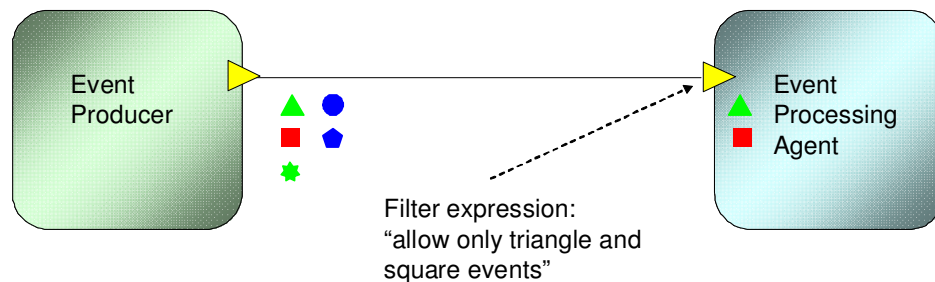 Event
Producer
Event
Processing
Agent
Filter expression:
“allow only triangle and
square events”